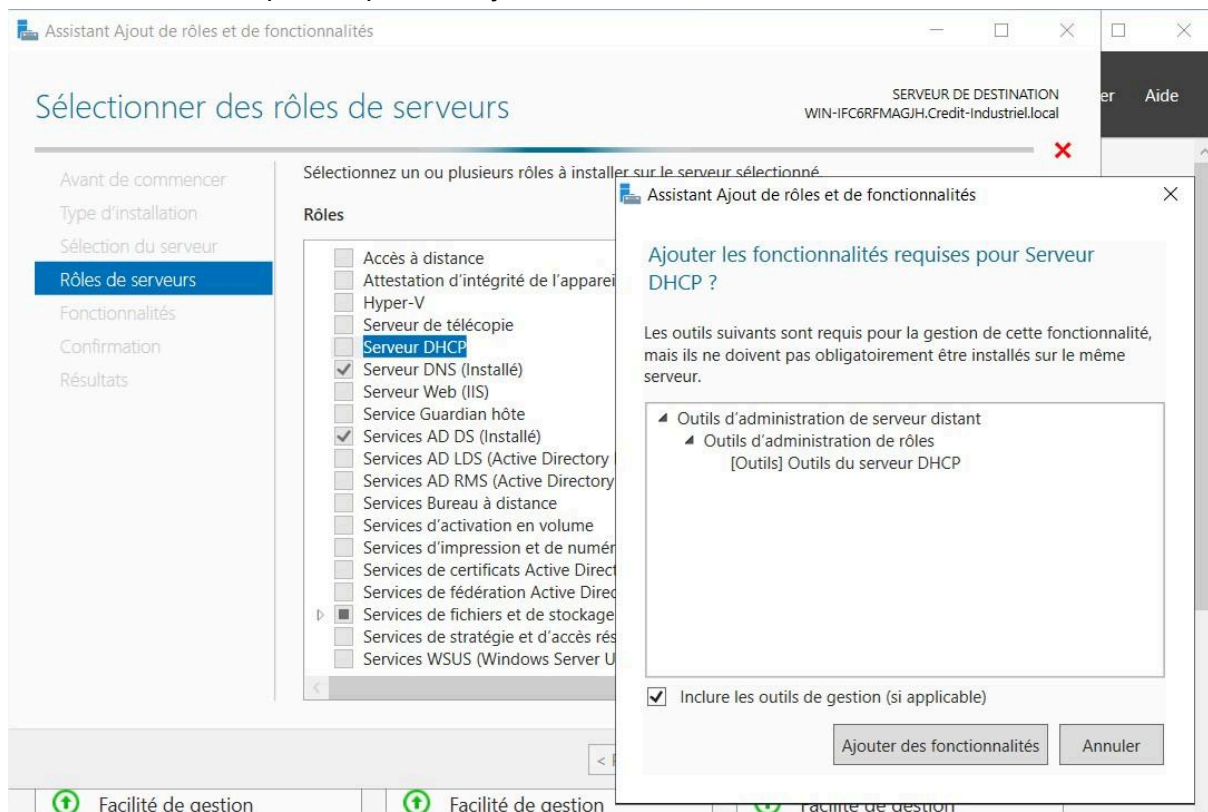 Assistant Ajout de rôles et de fonctionnalités
Sélectionner des rôles de serveurs
SERVEUR DE DESTINATION
WIN-IFC6RFMAGJH.Credit-Industriel.local
er Aide
Avant de commencer
Type d'installation
Sélection du serveur
Rôles de serveurs
Fonctionnalités
Confirmation
Résultats
Sélectionnez un ou plusieurs rôles à installer sur le serveur sélectionné
Rôles
Accès à distance
Attestation d'intégrité de l'apparei
Hyper-V
Serveur de télécopie
Serveur DHCP
Serveur DNS (Installé)
Serveur Web (IIS)
Service Guardian hôte
Services AD DS (Installé)
Services AD LDS (Active Directory
Services AD RMS (Active Directory
Services Bureau à distance
Services d'activation en volume
Services d'impression et de numér
Services de certificats Active Direct
Services de fédération Active Direc
Services de fichiers et de stockage
Services de stratégie et d'accès rés
Services WSUS (Windows Server U
Assistant Ajout de rôles et de fonctionnalités
Ajouter les fonctionnalités requises pour Serveur
DHCP ?
Les outils suivants sont requis pour la gestion de cette fonctionnalité,
mais ils ne doivent pas obligatoirement être installés sur le même
serveur.
Outils d'administration de serveur distant
Outils d'administration de rôles
[Outils] Outils du serveur DHCP
Inclure les outils de gestion (si applicable)
Ajouter des fonctionnalités
Annuler
Facilité de gestion
Facilité de gestion
Facilité de gestion